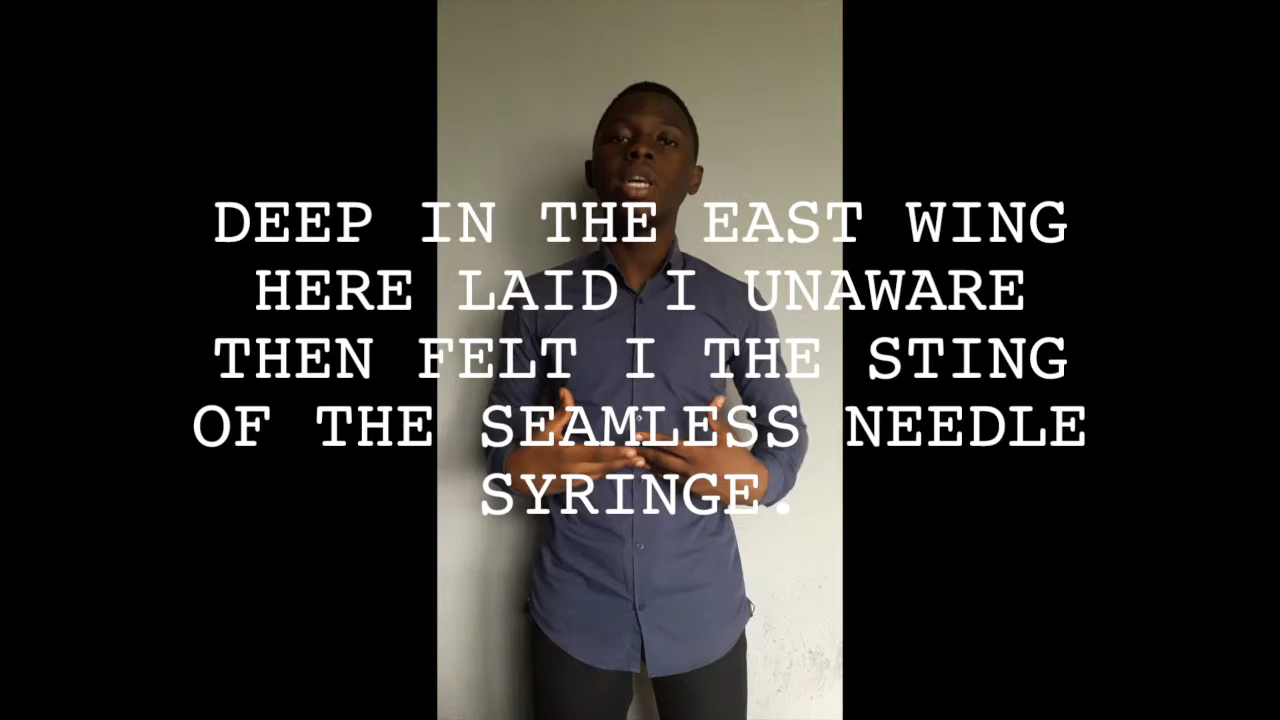 DEEP IN THE EAST WING
HERE LAID I UNAWARE
THEN FELT I THE STING
OF THE SEAMLESS NEEDLE
SYRINGE.